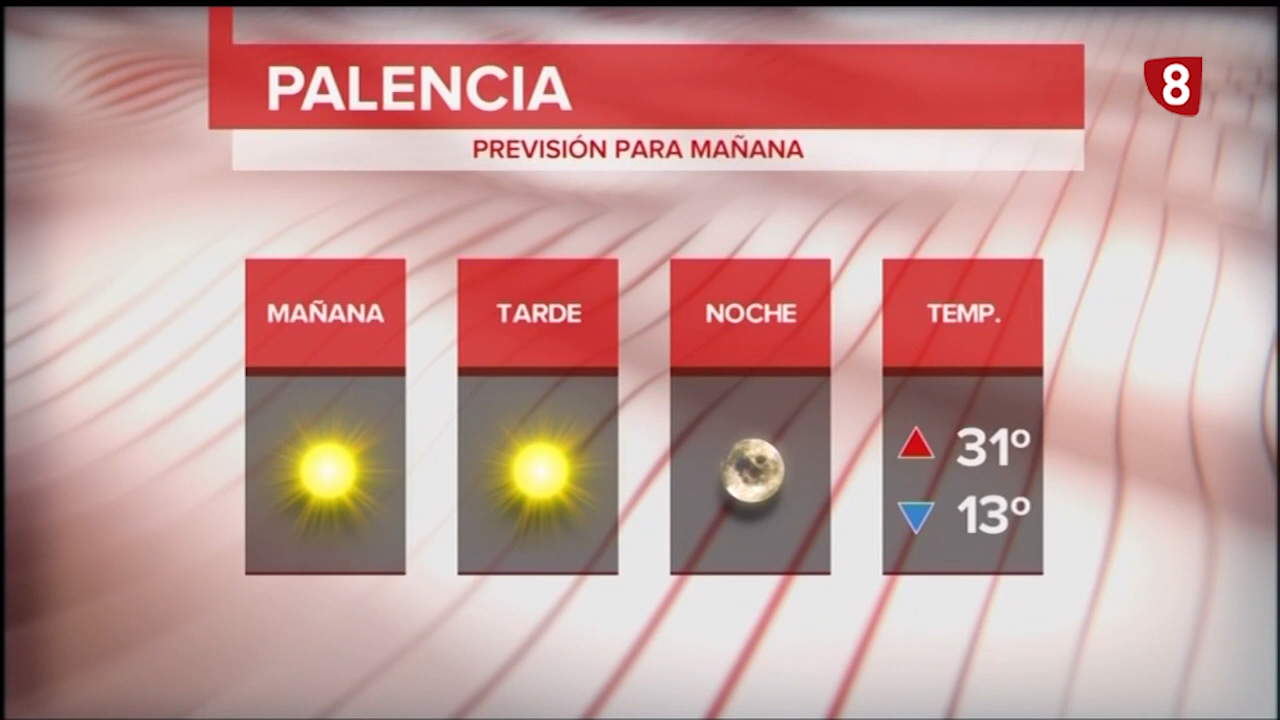 PALENCIA
8
PREVISIÓN PARA MAÑANA
MAÑANA
TARDE
NOCHE
TEMP.
31º
13º